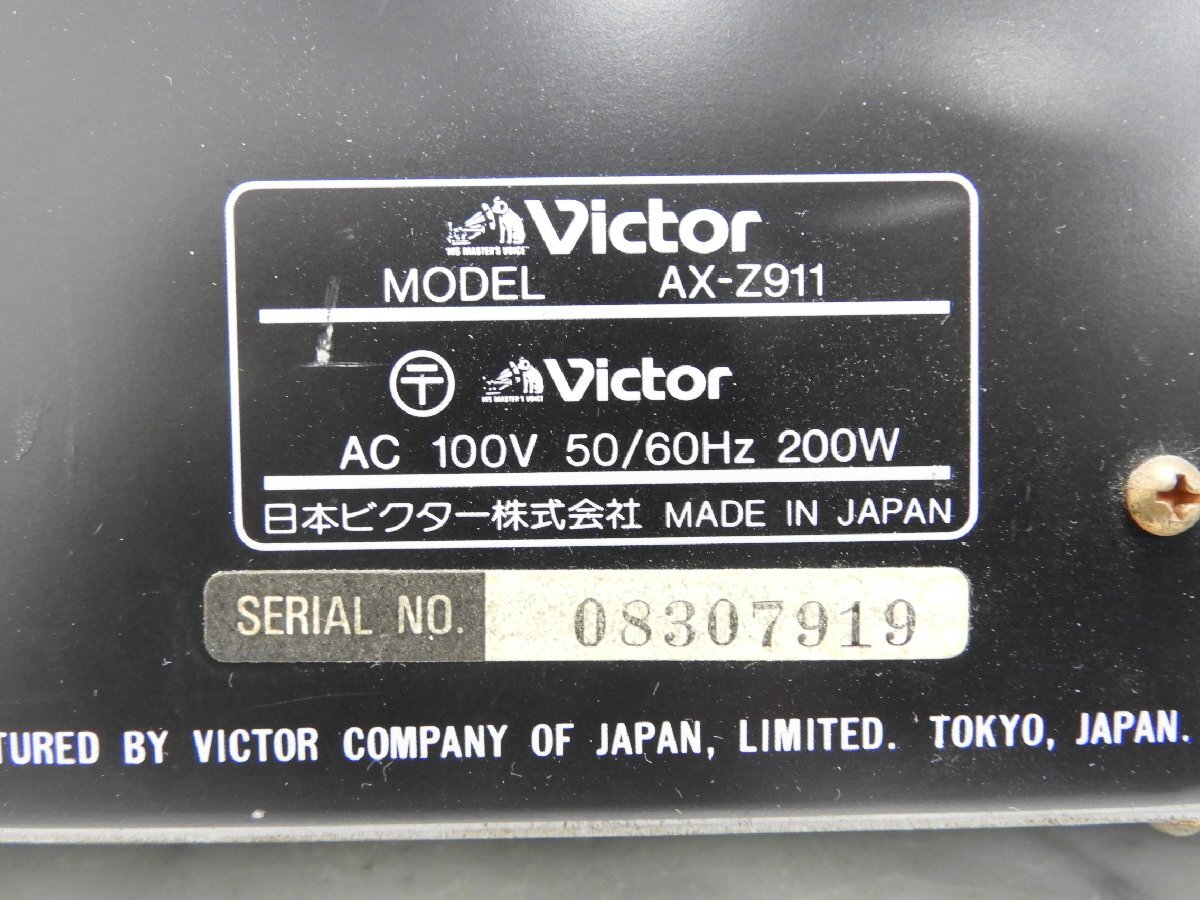 Victor
"HIS MASTER'S VOICE"
MODEL AX-Z911
〒 Victor
"HIS MASTER'S VOICE"
AC 100V 50/60Hz 200W
日本ビクター株式会社 MADE IN JAPAN
SERIAL NO. 08307919
TURED BY VICTOR COMPANY OF JAPAN, LIMITED. TOKYO, JAPAN.